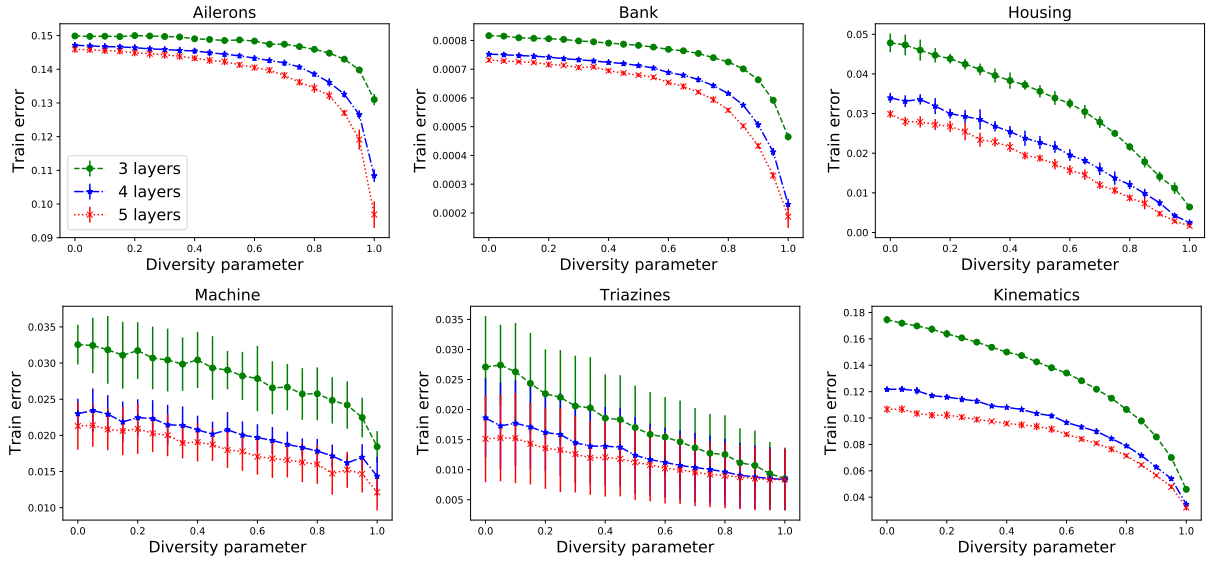 Ailerons
Train error
0.15
0.14
0.13
0.12
0.11
0.10
0.09
3 layers
4 layers
5 layers
0.0 0.2 0.4 0.6 0.8 1.0
Diversity parameter
Bank
Train error
0.0008
0.0007
0.0006
0.0005
0.0004
0.0003
0.0002
0.0 0.2 0.4 0.6 0.8 1.0
Diversity parameter
Housing
Train error
0.05
0.04
0.03
0.02
0.01
0.00
0.0 0.2 0.4 0.6 0.8 1.0
Diversity parameter
Machine
Train error
0.035
0.030
0.025
0.020
0.015
0.010
0.0 0.2 0.4 0.6 0.8 1.0
Diversity parameter
Triazines
Train error
0.035
0.030
0.025
0.020
0.015
0.010
0.005
0.0 0.2 0.4 0.6 0.8 1.0
Diversity parameter
Kinematics
Train error
0.18
0.16
0.14
0.12
0.10
0.08
0.06
0.04
0.0 0.2 0.4 0.6 0.8 1.0
Diversity parameter